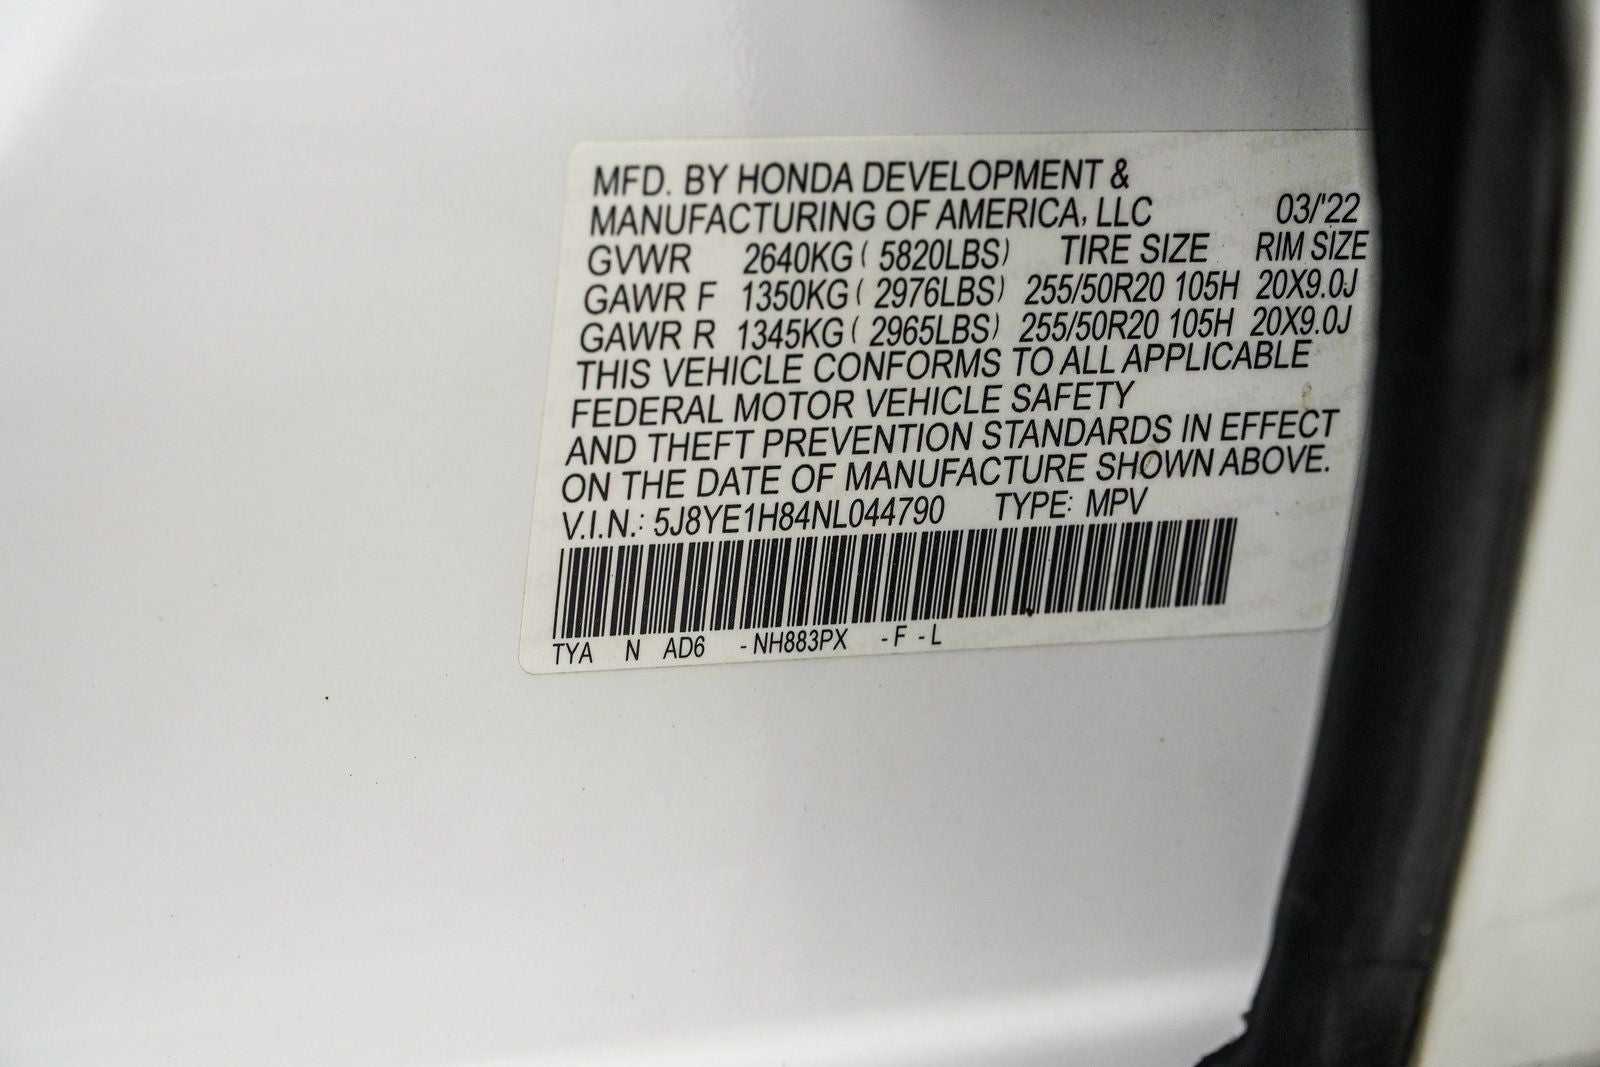 MFD. BY HONDA DEVELOPMENT &
MANUFACTURING OF AMERICA, LLC 03/'22
GVWR 2640KG ( 5820LBS) TIRE SIZE RIM SIZE
GAWR F 1350KG ( 2976LBS) 255/50R20 105H 20X9.0J
GAWR R 1345KG ( 2965LBS) 255/50R20 105H 20X9.0J
THIS VEHICLE CONFORMS TO ALL APPLICABLE
FEDERAL MOTOR VEHICLE SAFETY
AND THEFT PREVENTION STANDARDS IN EFFECT
ON THE DATE OF MANUFACTURE SHOWN ABOVE.
V.I.N.: 5J8YE1H84NL044790 TYPE: MPV
TYA N AD6 -NH883PX -F -L